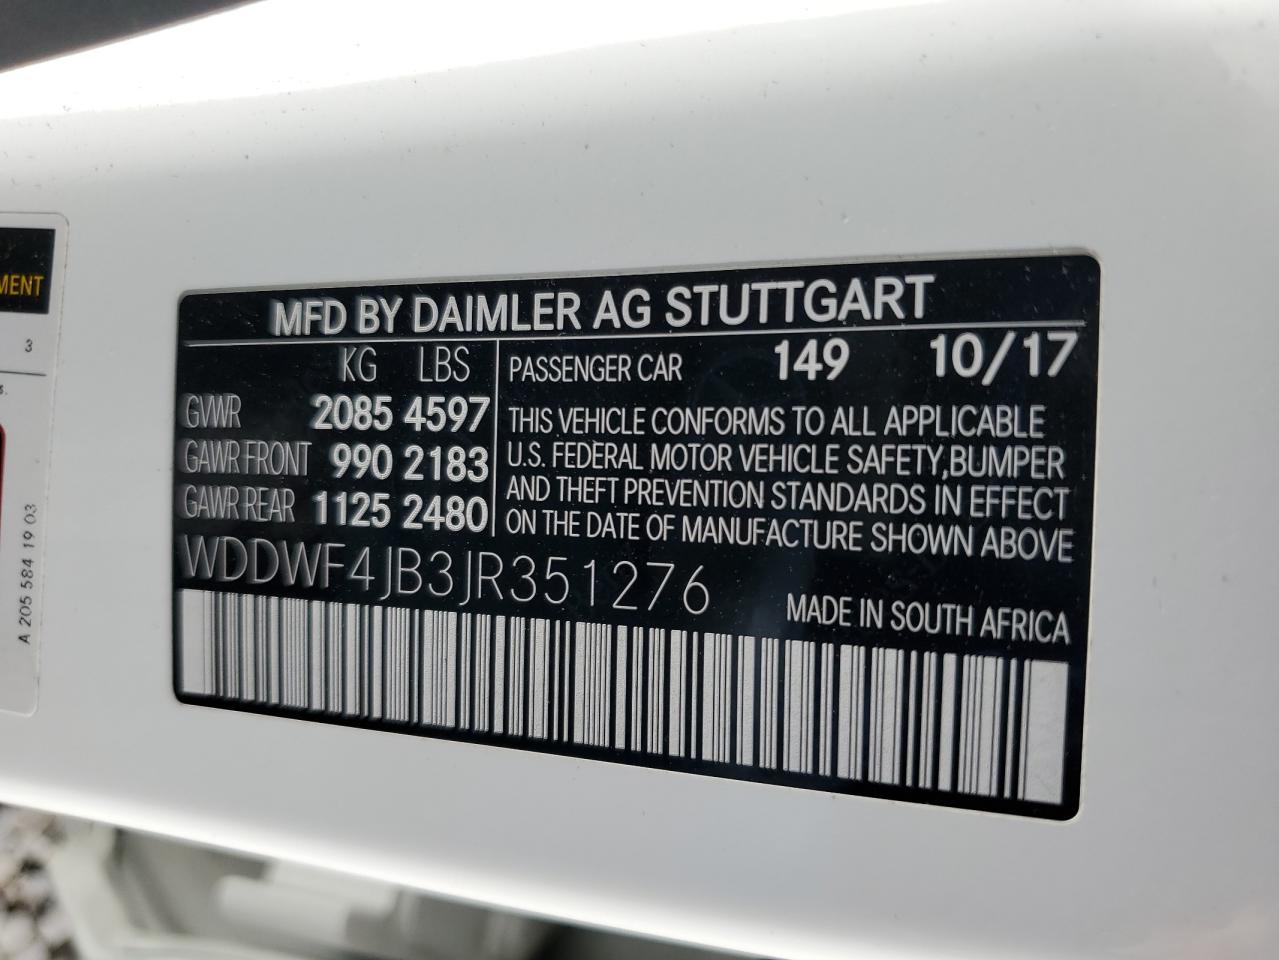 MENT
3
A 205 584 19 03
MFD BY DAIMLER AG STUTTGART
KG LBS
GVWR 2085 4597
GAWR FRONT 990 2183
GAWR REAR 1125 2480
PASSENGER CAR 149 10/17
THIS VEHICLE CONFORMS TO ALL APPLICABLE
U.S. FEDERAL MOTOR VEHICLE SAFETY,BUMPER
AND THEFT PREVENTION STANDARDS IN EFFECT
ON THE DATE OF MANUFACTURE SHOWN ABOVE
WDDWF4JB3JR351276
MADE IN SOUTH AFRICA